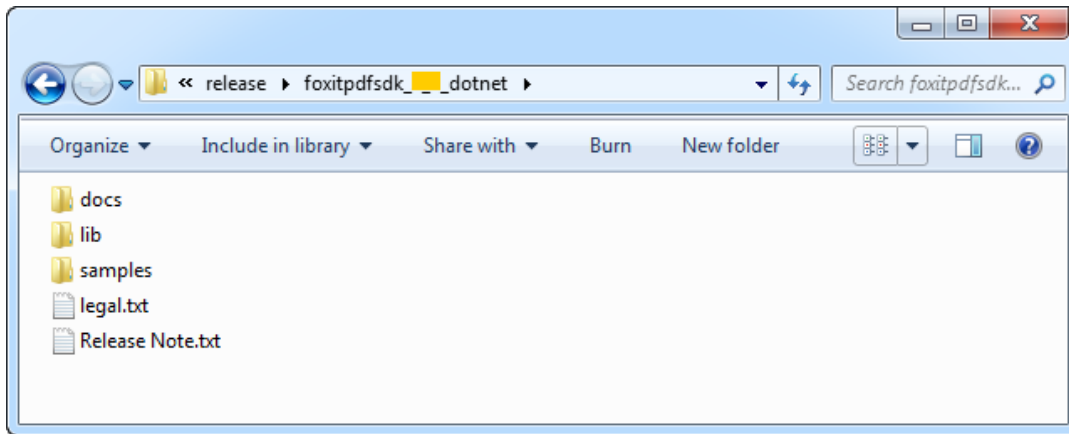 « release ▸ foxitpdfsdk_ _ _dotnet ▸ Search foxitpdfsdk...
Organize Include in library Share with Burn New folder
docs
lib
samples
legal.txt
Release Note.txt